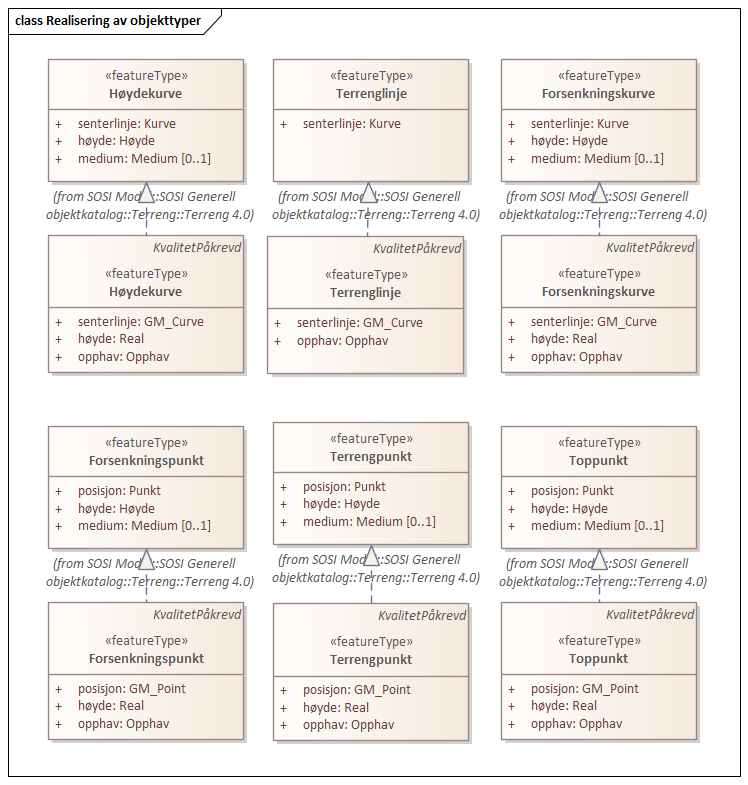 class Realisering av objekttyper
«featureType»
Høydekurve
+ senterlinje: Kurve
+ høyde: Høyde
+ medium: Medium [0..1]
(from SOSI :SOSI Generell
objektkatalog::Terreng::Terreng 4.0)
«featureType»
Terrenglinje
+ senterlinje: Kurve
(from SOSI :SOSI Generell
objektkatalog::Terreng::Terreng 4.0)
«featureType»
Forsenkningskurve
+ senterlinje: Kurve
+ høyde: Høyde
+ medium: Medium [0..1]
(from SOSI :SOSI Generell
objektkatalog::Terreng::Terreng 4.0)
KvalitetPåkrevd
«featureType»
Høydekurve
+ senterlinje: GM_Curve
+ høyde: Real
+ opphav: Opphav
KvalitetPåkrevd
«featureType»
Terrenglinje
+ senterlinje: GM_Curve
+ opphav: Opphav
KvalitetPåkrevd
«featureType»
Forsenkningskurve
+ senterlinje: GM_Curve
+ høyde: Real
+ opphav: Opphav
«featureType»
Forsenkningspunkt
+ posisjon: Punkt
+ høyde: Høyde
+ medium: Medium [0..1]
(from SOSI :SOSI Generell
objektkatalog::Terreng::Terreng 4.0)
«featureType»
Terrengpunkt
+ posisjon: Punkt
+ høyde: Høyde
+ medium: Medium [0..1]
(from SOSI :SOSI Generell
objektkatalog::Terreng::Terreng 4.0)
«featureType»
Toppunkt
+ posisjon: Punkt
+ høyde: Høyde
+ medium: Medium [0..1]
(from SOSI :SOSI Generell
objektkatalog::Terreng::Terreng 4.0)
KvalitetPåkrevd
«featureType»
Forsenkningspunkt
+ posisjon: GM_Point
+ høyde: Real
+ opphav: Opphav
KvalitetPåkrevd
«featureType»
Terrengpunkt
+ posisjon: GM_Point
+ høyde: Real
+ opphav: Opphav
KvalitetPåkrevd
«featureType»
Toppunkt
+ posisjon: GM_Point
+ høyde: Real
+ opphav: Opphav